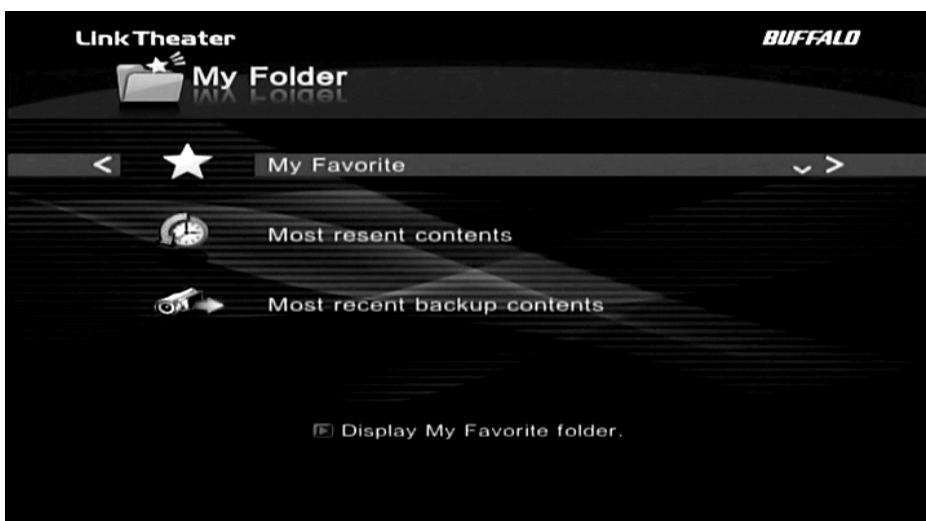 LinkTheater
BUFFALO
My Folder
< My Favorite >
Most resent contents
Most recent backup contents
Display My Favorite folder.